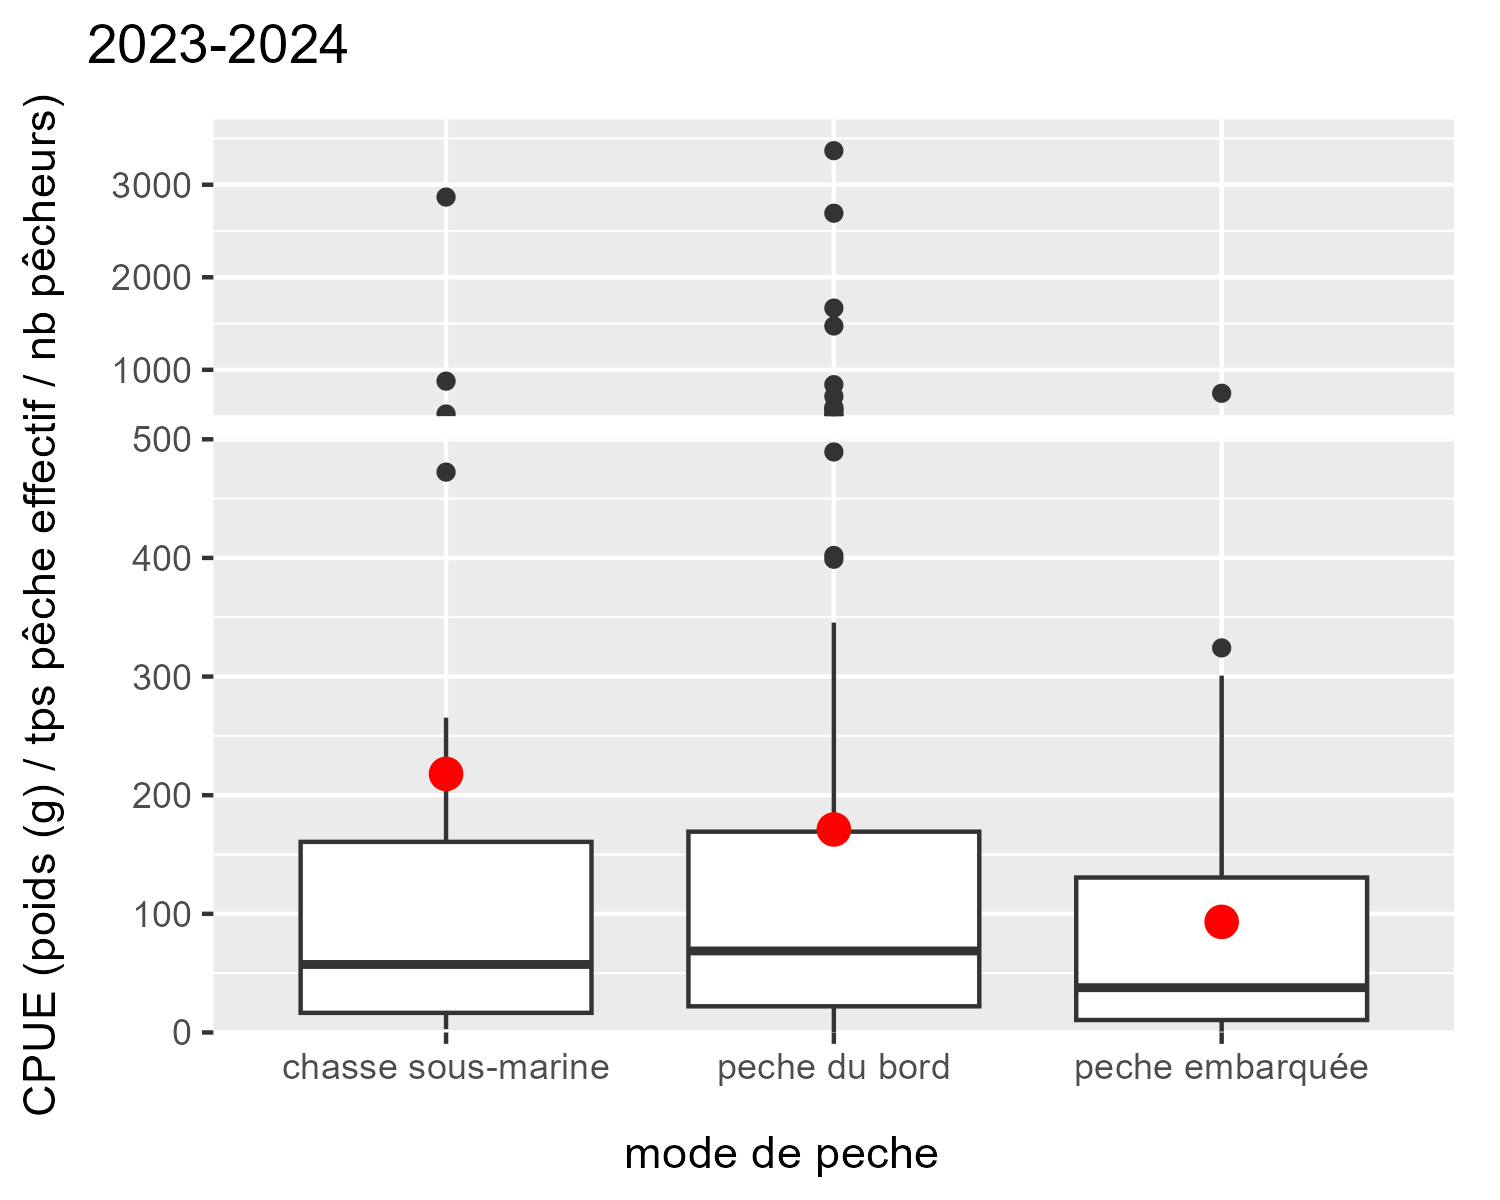 2023-2024
CPUE (poids (g) / tps pêche effectif / nb pêcheurs)
3000
2000
1000
500
400
300
200
100
0
chasse sous-marine
peche du bord
peche embarquée
mode de peche